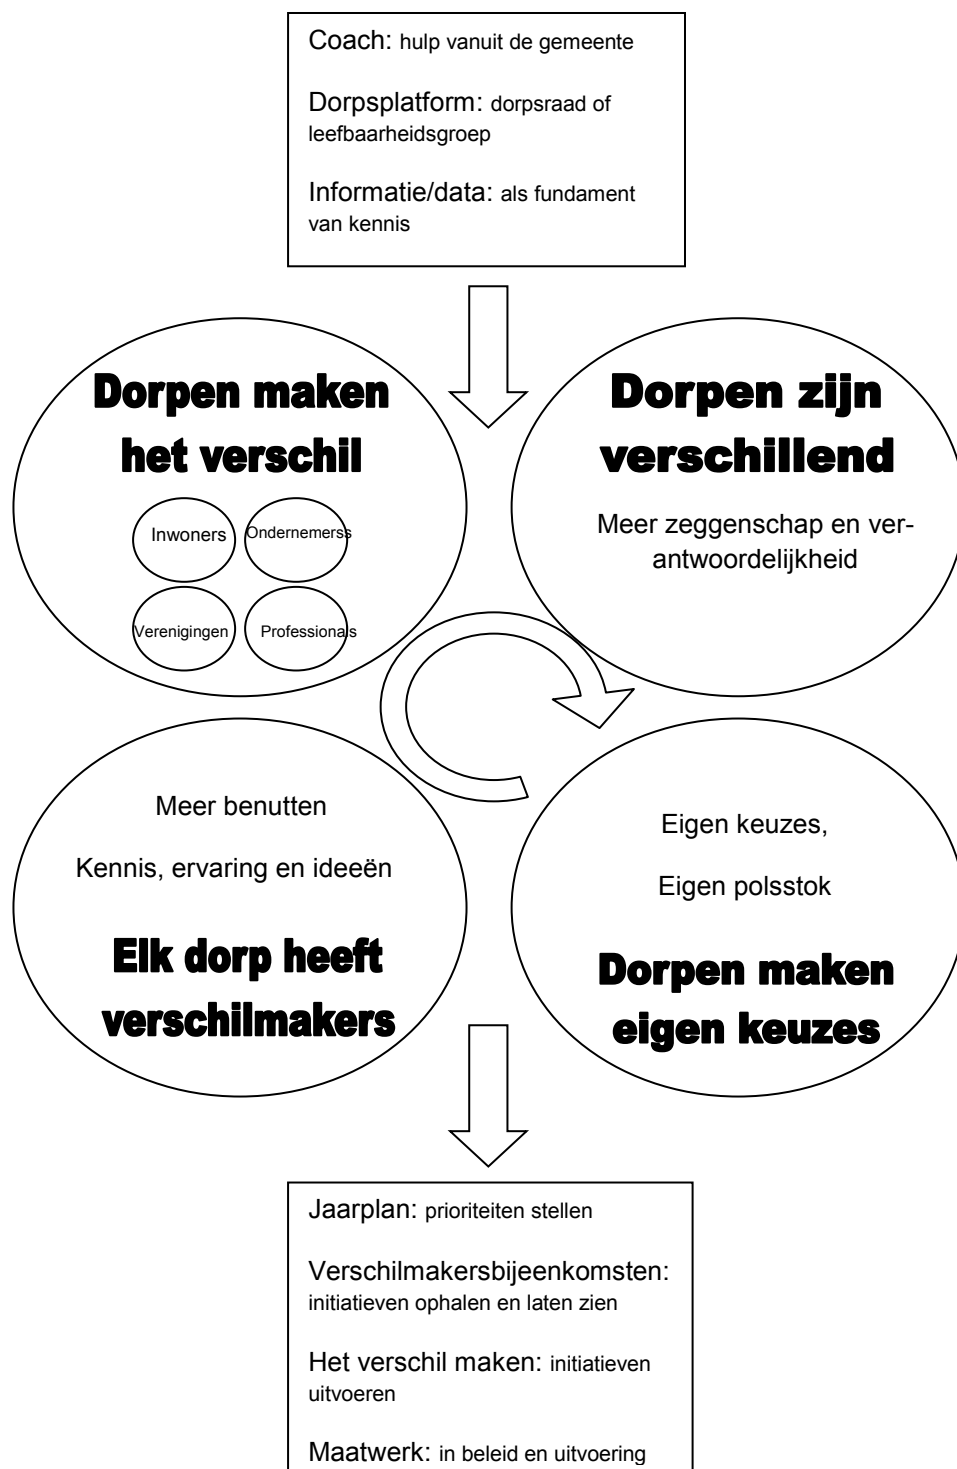 Coach: hulp vanuit de gemeente
Dorpsplatform: dorpsraad of
leefbaarheidsgroep
Informatie/data: als fundament
van kennis
Dorpen maken
het verschil
Inwoners
Ondernemerss
Verenigingen
Professionals
Dorpen zijn
verschillend
Meer zeggenschap en ver-
antwoordelijkheid
Meer benutten
Kennis, ervaring en ideeën
Elk dorp heeft
verschilmakers
Eigen keuzes,
Eigen polsstok
Dorpen maken
eigen keuzes
Jaarplan: prioriteiten stellen
Verschilmakersbijeenkomsten:
initiatieven ophalen en laten zien
Het verschil maken: initiatieven
uitvoeren
Maatwerk: in beleid en uitvoering